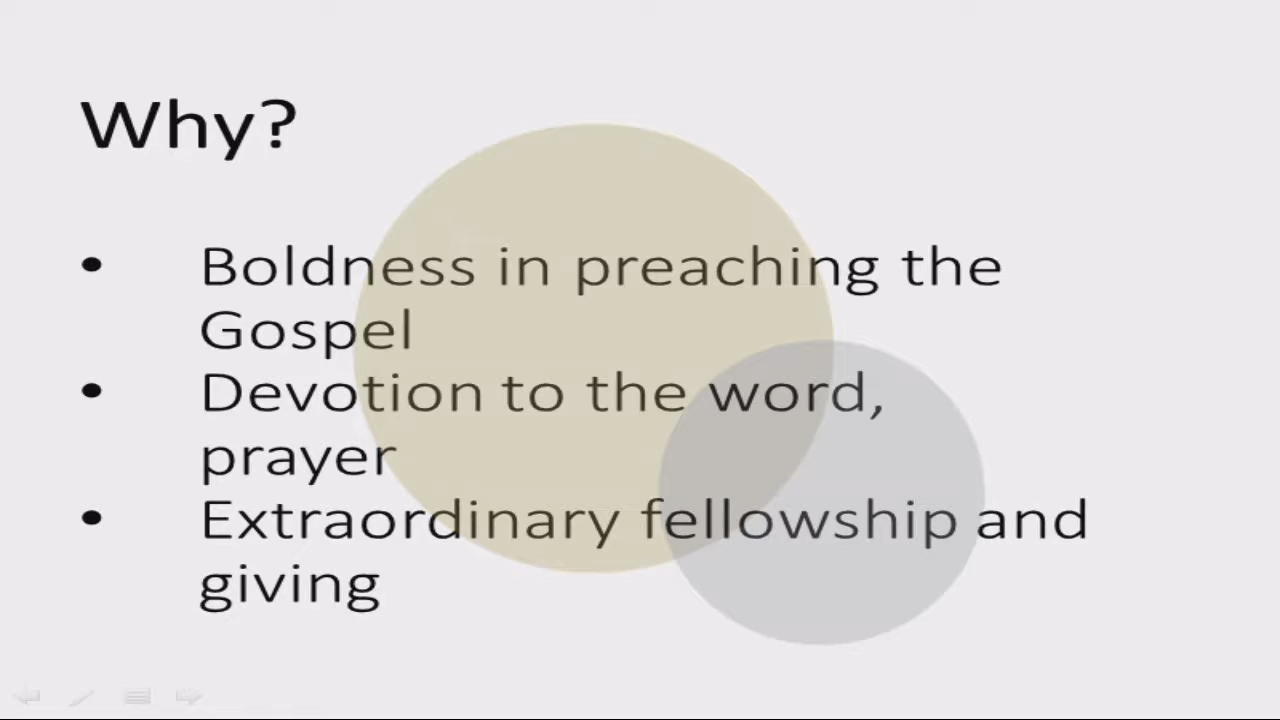 Why?
• Boldness in preaching the
Gospel
• Devotion to the word,
prayer
• Extraordinary fellowship and
giving